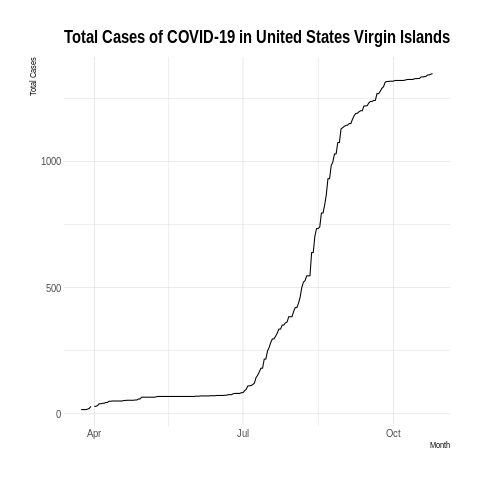 Total Cases of COVID-19 in United States Virgin Islands
Total Cases
1000
500
0
Apr Jul Oct
Month